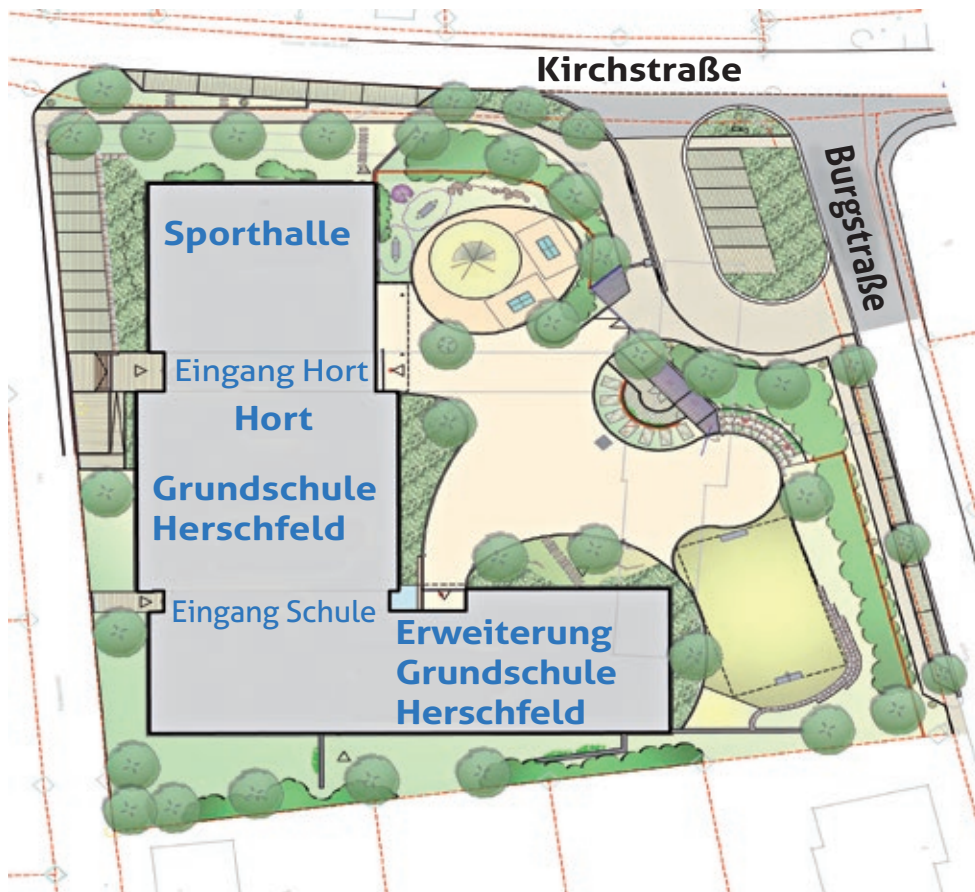 Kirchstraße
Burgstraße
Sporthalle
Eingang Hort
Hort
Grundschule
Herschfeld
Eingang Schule
Erweiterung
Grundschule
Herschfeld